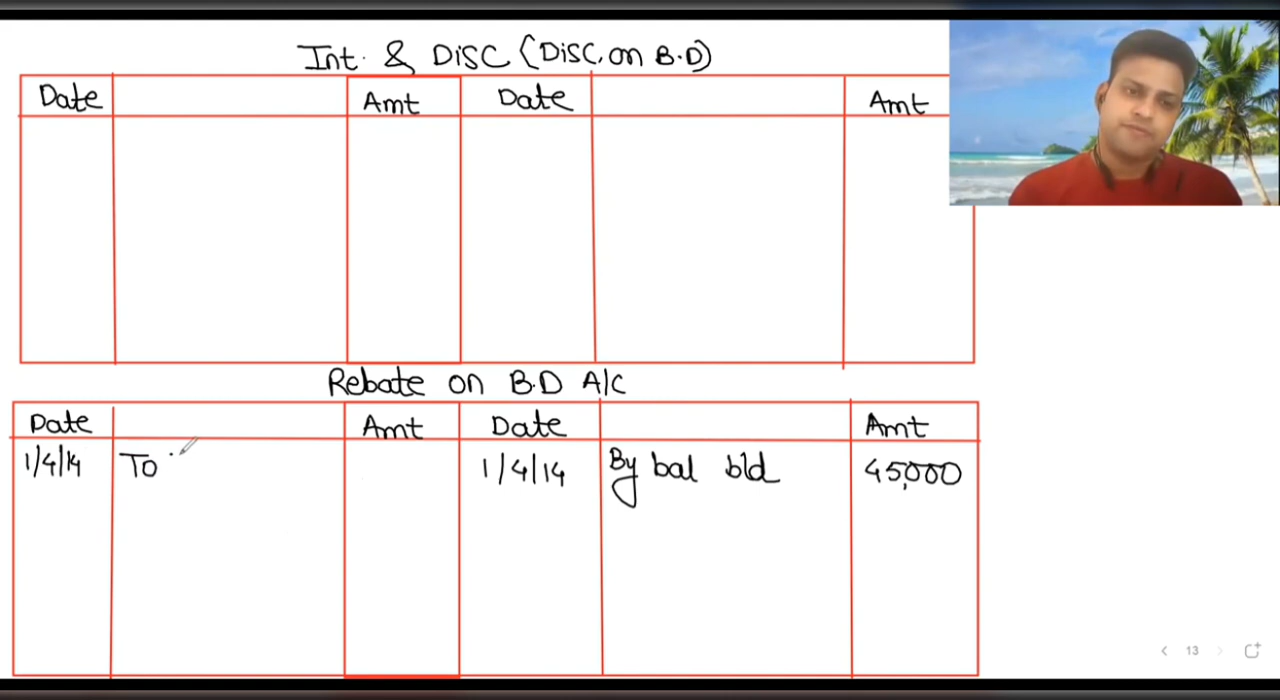 Int. & DISC (DISC. on B.D)
Date Amt Date Amt
Rebate on B.D A/C
Date Amt Date Amt
1/4/14 To 1/4/14 By bal b/d 45,000
13